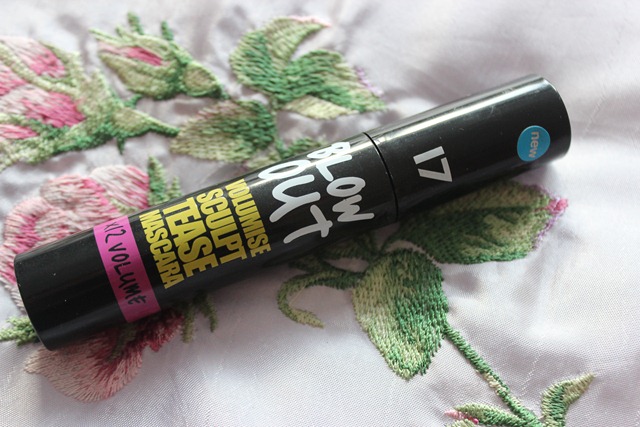 BLOW
OUT
VOLUMISE
SCULPT
TEASE
MASCARA
X12 VOLUME
17
new